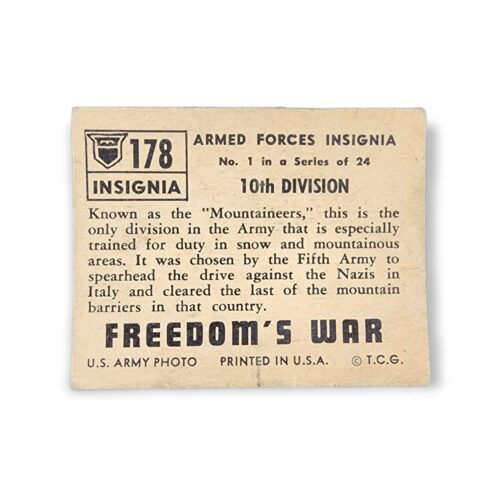 178
INSIGNIA
ARMED FORCES INSIGNIA
No. 1 in a Series of 24
10th DIVISION
Known as the "Mountaineers," this is the
only division in the Army that is especially
trained for duty in snow and mountainous
areas. It was chosen by the Fifth Army to
spearhead the drive against the Nazis in
Italy and cleared the last of the mountain
barriers in that country.
FREEDOM'S WAR
U.S. ARMY PHOTO PRINTED IN U.S.A. © T.C.G.